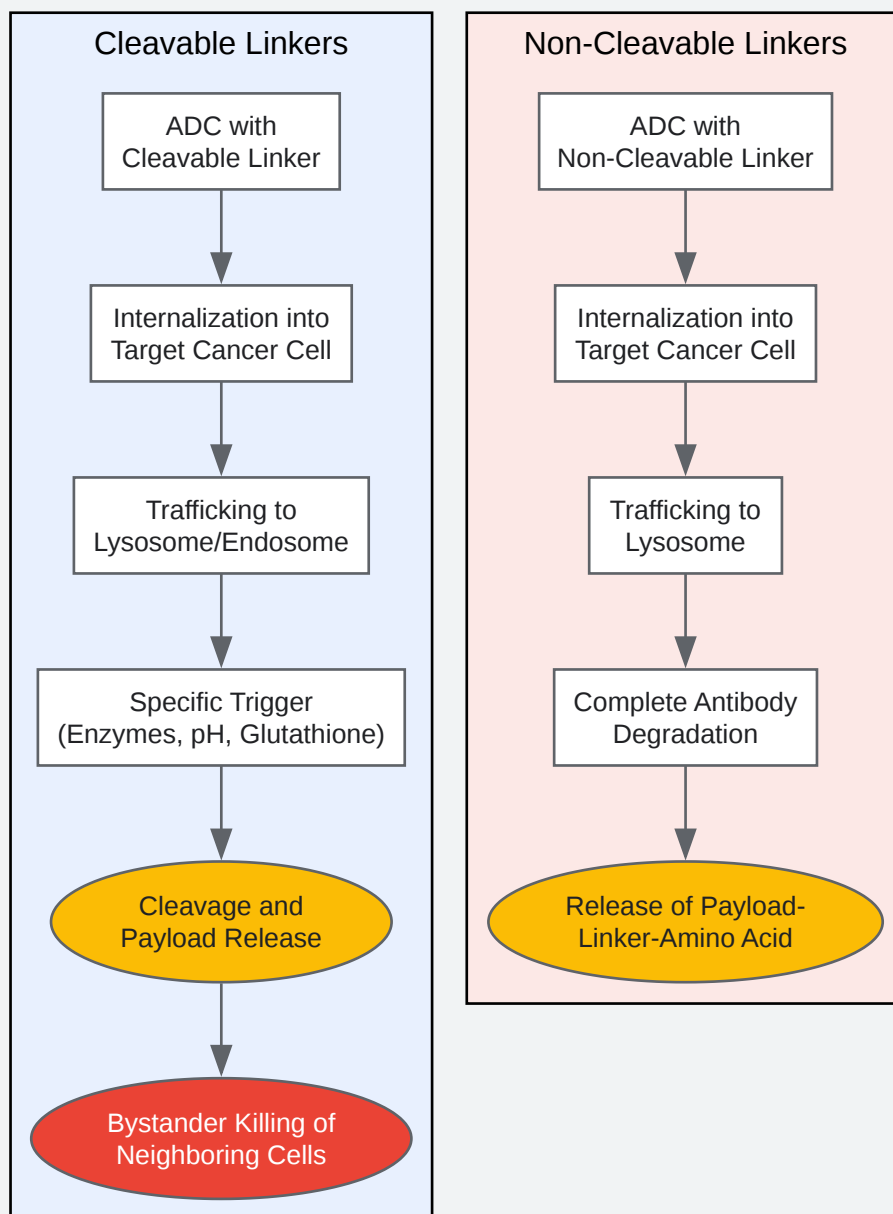 Cleavable Linkers
ADC with
Cleavable Linker
Internalization into
Target Cancer Cell
Trafficking to
Lysosome/Endosome
Specific Trigger
(Enzymes, pH, Glutathione)
Cleavage and
Payload Release
Bystander Killing of
Neighboring Cells
Non-Cleavable Linkers
ADC with
Non-Cleavable Linker
Internalization into
Target Cancer Cell
Trafficking to
Lysosome
Complete Antibody
Degradation
Release of Payload-
Linker-Amino Acid